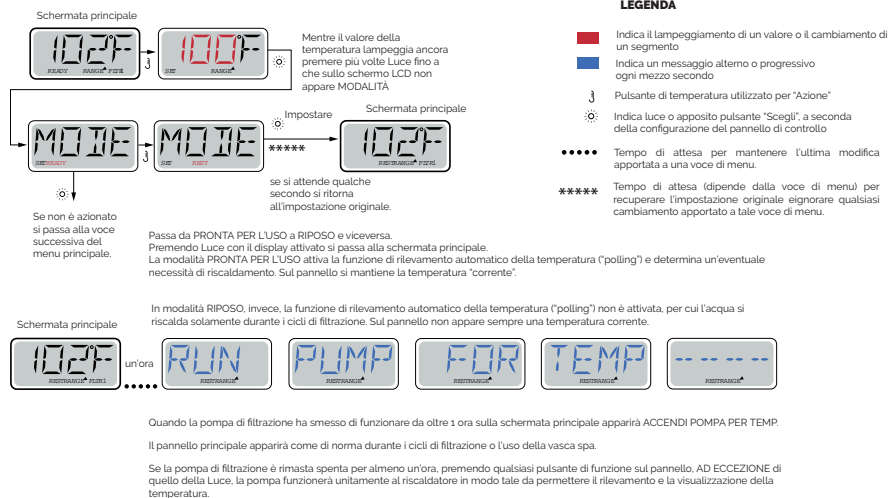 LEGENDA
Schermata principale
102°F
READY RANGE FLTR1
100°F
SET RANGE
Mentre il valore della
temperatura lampeggia ancora
premere più volte Luce fino a
che sullo schermo LCD non
appare MODALITÀ
Indica il lampeggiamento di un valore o il cambiamento di
un segmento
Indica un messaggio alterno o progressivo
ogni mezzo secondo
Pulsante di temperatura utilizzato per “Azione”
Indica luce o apposito pulsante “Scegli”, a seconda
della configurazione del pannello di controllo
Tempo di attesa per mantenere l'ultima modifica
apportata a una voce di menu.
***** Tempo di attesa (dipende dalla voce di menu) per
recuperare l'impostazione originale eignorare qualsiasi
cambiamento apportato a tale voce di menu.
MODE
SETREADY
MODE
SET REST
Impostare
*****
Schermata principale
102°F
RESTRANGE FLTR1
se si attende qualche
secondo si ritorna
all'impostazione originale.
Se non è azionato
si passa alla voce
successiva del
menu principale.
Passa da PRONTA PER L'USO a RIPOSO e viceversa.
Premendo Luce con il display attivato si passa alla schermata principale.
La modalità PRONTA PER L'USO attiva la funzione di rilevamento automatico della temperatura (“polling”) e determina un'eventuale
necessità di riscaldamento. Sul pannello si mantiene la temperatura “corrente”.
In modalità RIPOSO, invece, la funzione di rilevamento automatico della temperatura (“polling”) non è attivata, per cui l'acqua si
riscalda solamente durante i cicli di filtrazione. Sul pannello non appare sempre una temperatura corrente.
Schermata principale
102°F
RESTRANGE FLTR1
un'ora
RUN
RESTRANGE
PUMP
RESTRANGE
FOR
RESTRANGE
TEMP
RESTRANGE
-----
RESTRANGE
Quando la pompa di filtrazione ha smesso di funzionare da oltre 1 ora sulla schermata principale apparirà ACCENDI POMPA PER TEMP.
Il pannello principale apparirà come di norma durante i cicli di filtrazione o l'uso della vasca spa.
Se la pompa di filtrazione è rimasta spenta per almeno un'ora, premendo qualsiasi pulsante di funzione sul pannello, AD ECCEZIONE di
quello della Luce, la pompa funzionerà unitamente al riscaldatore in modo tale da permettere il rilevamento e la visualizzazione della
temperatura.